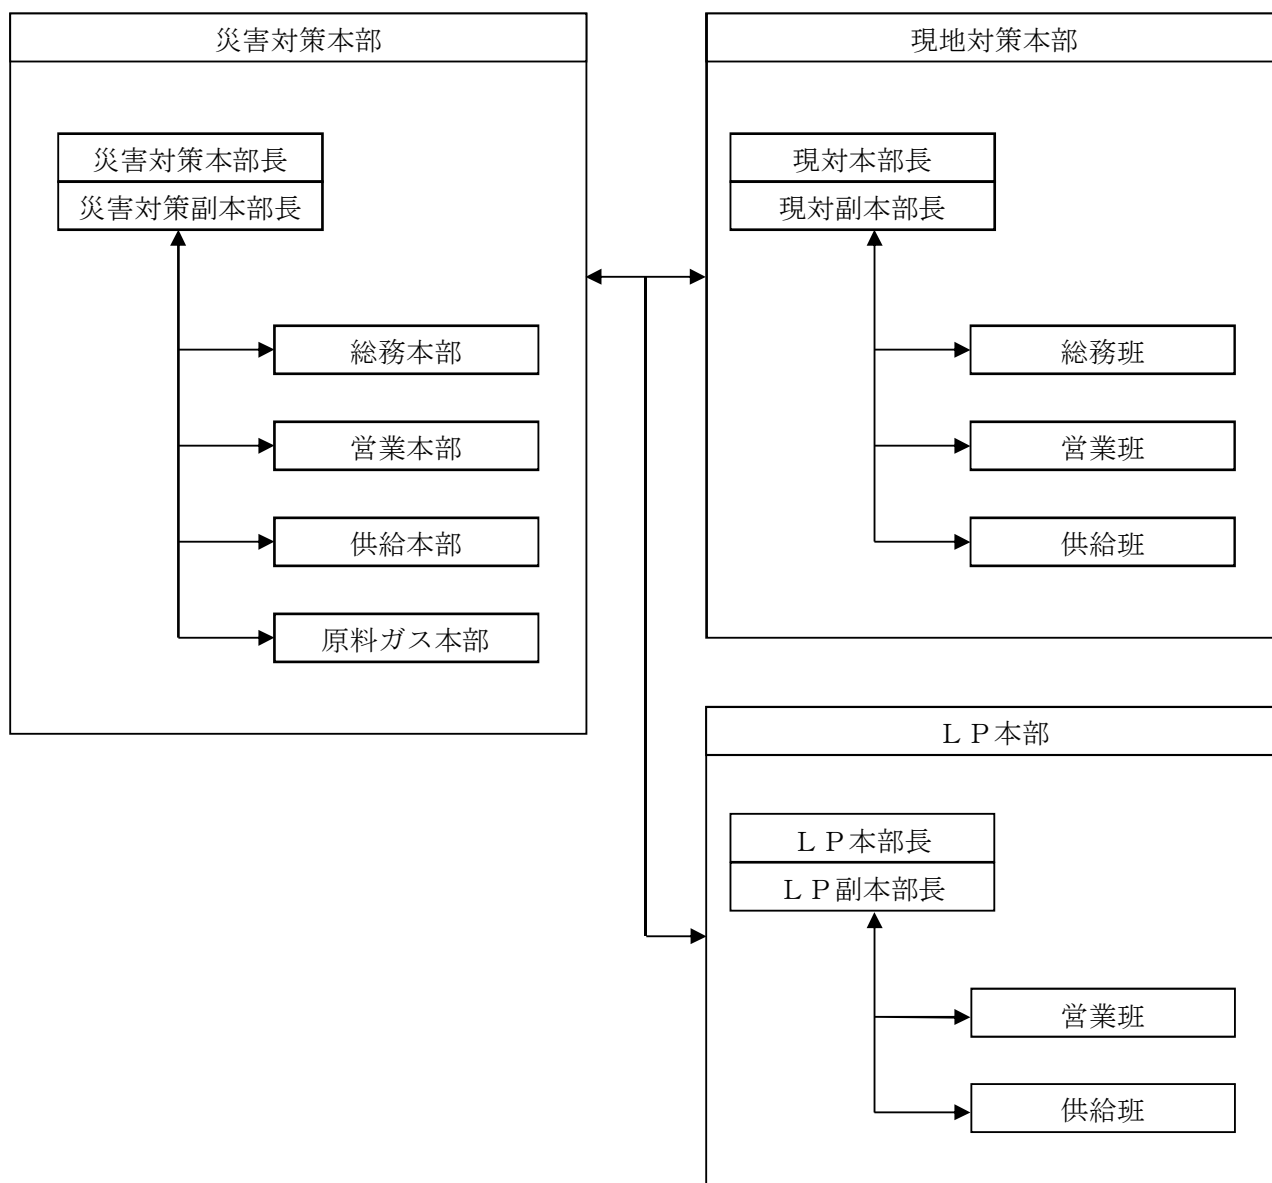 災害対策本部
災害対策本部長
災害対策副本部長
総務本部
営業本部
供給本部
原料ガス本部
現地対策本部
現対本部長
現対副本部長
総務班
営業班
供給班
ＬＰ本部
ＬＰ本部長
ＬＰ副本部長
営業班
供給班